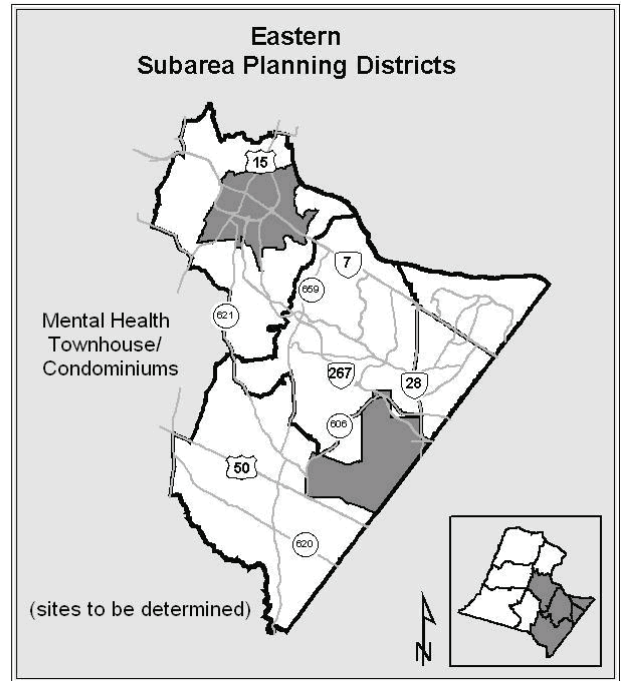 Eastern
Subarea Planning Districts
15
7
659
621
Mental Health
Townhouse/
Condominiums
267
28
606
50
620
(sites to be determined)
N